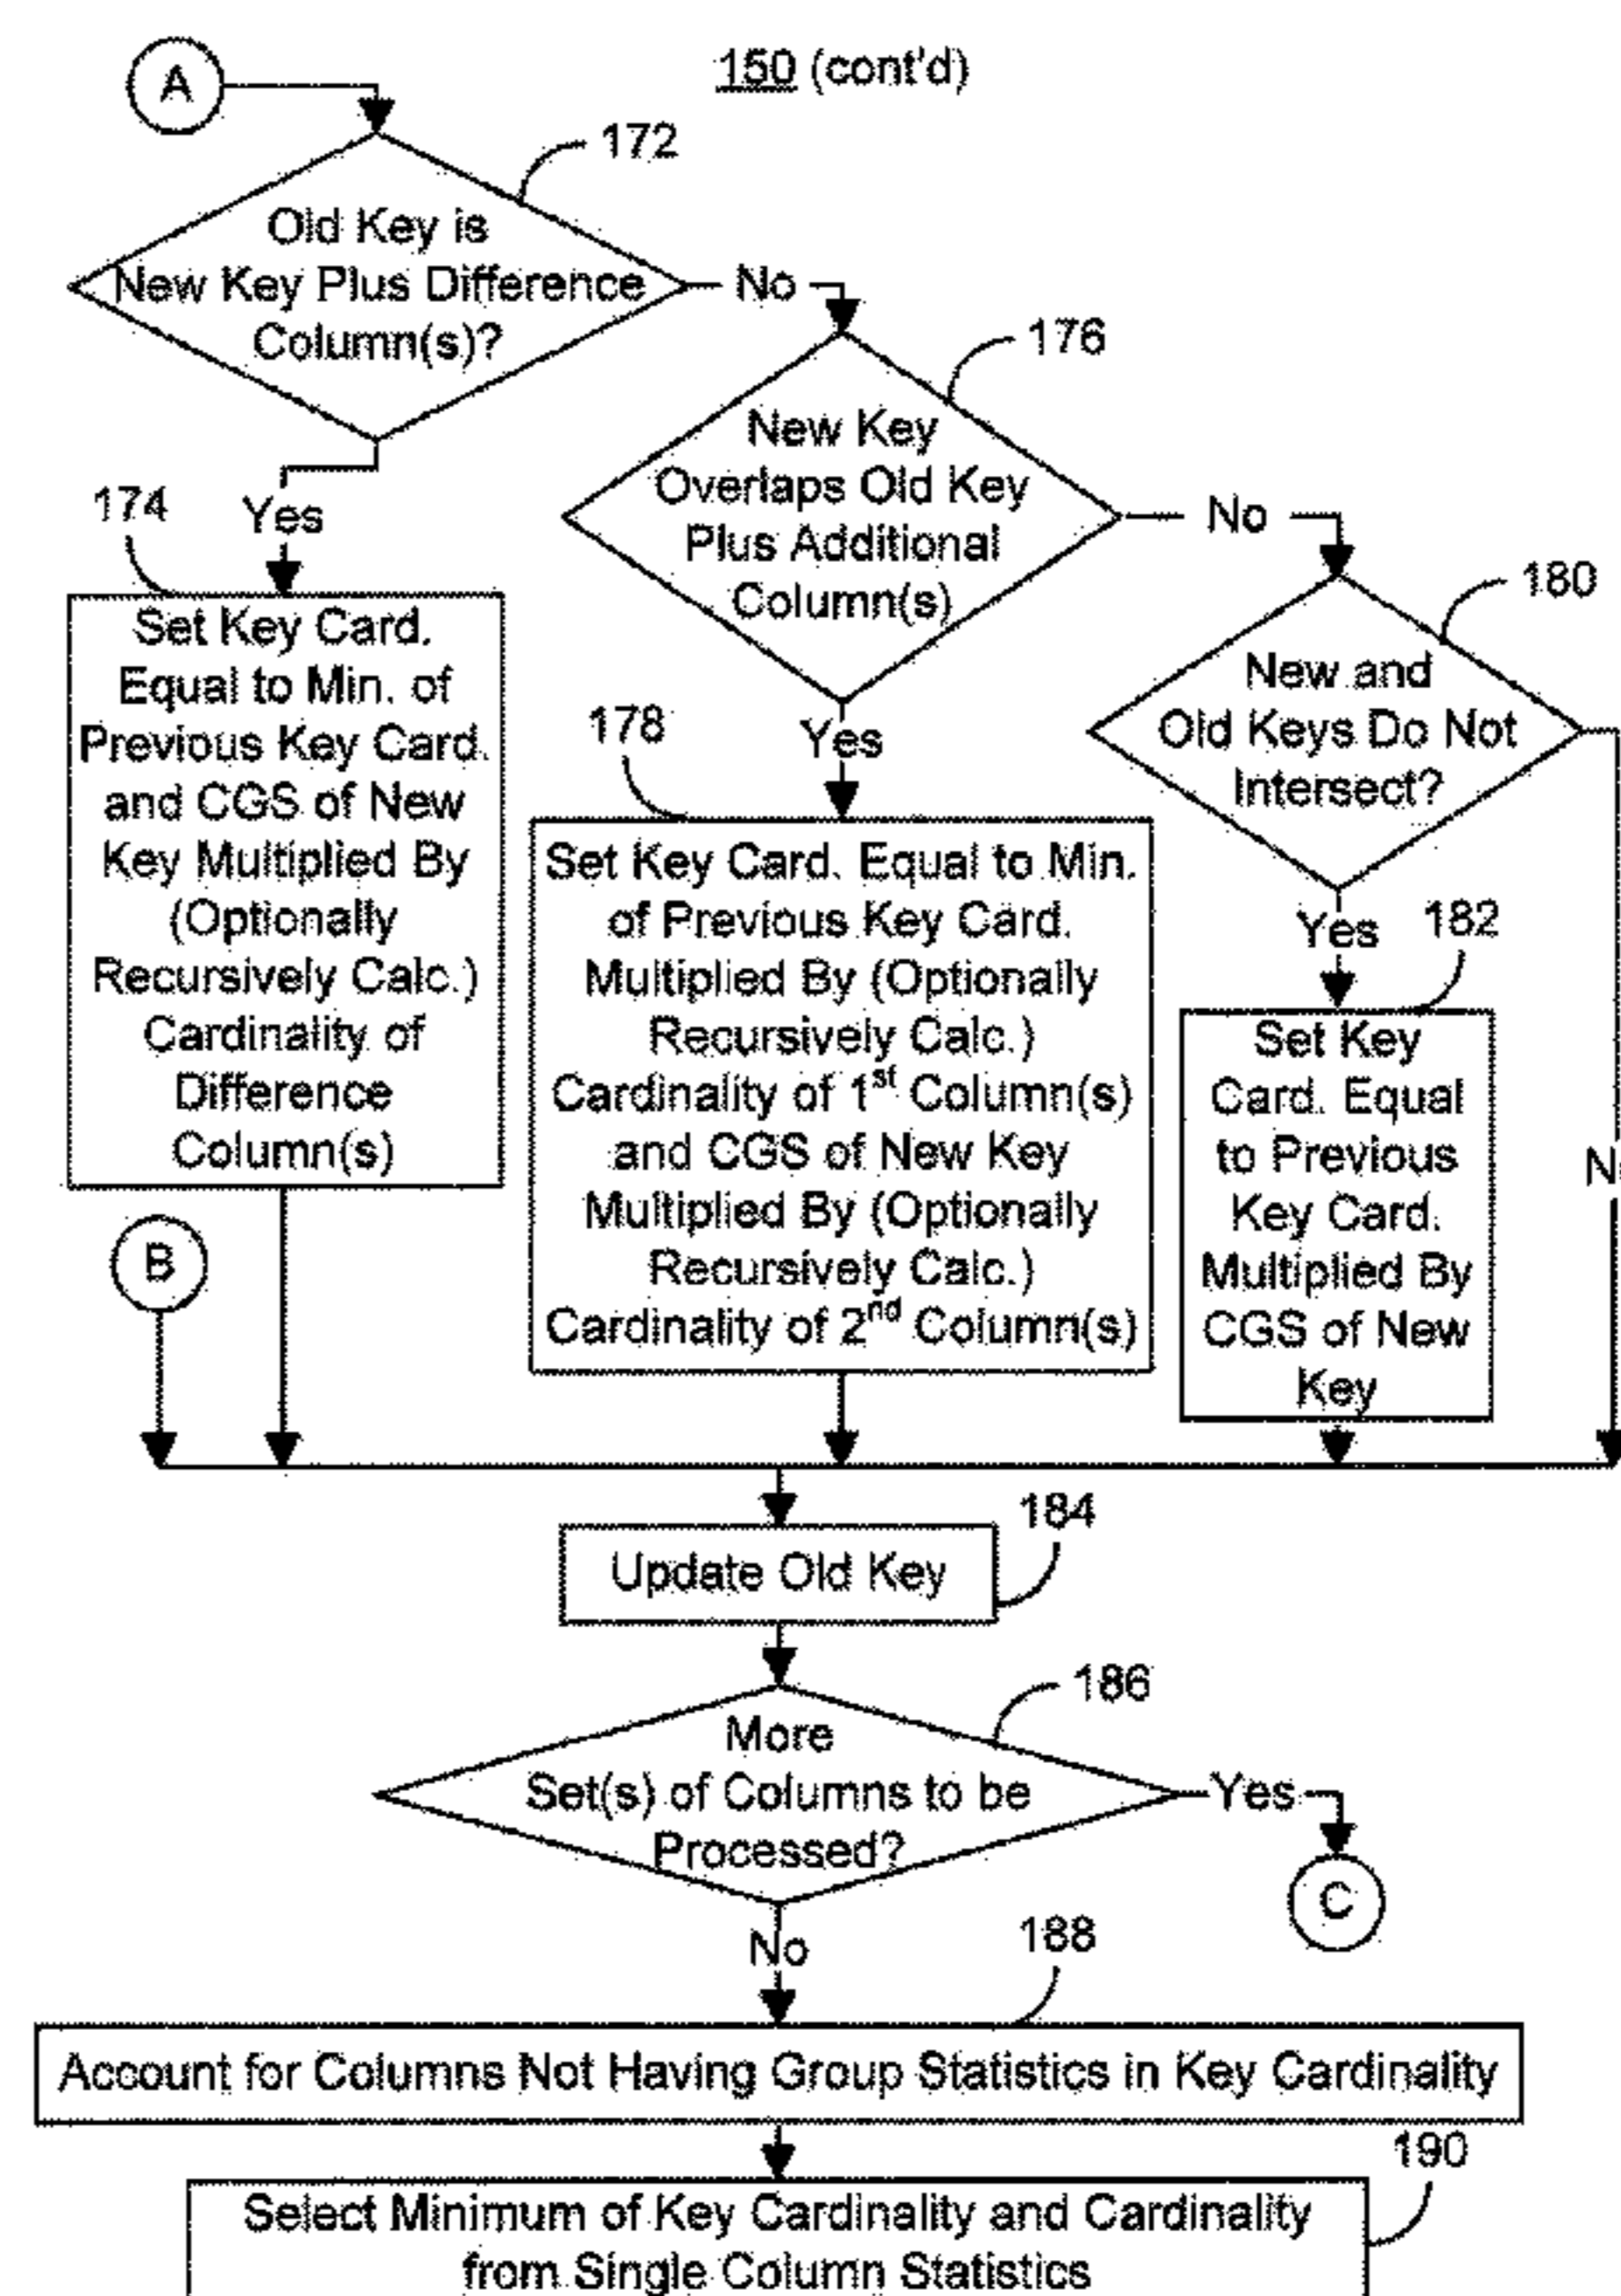 150 (cont'd)
A
172
Old Key is
New Key Plus Difference
Column(s)?
No
176
New Key
Overlaps Old Key
Plus Additional
Column(s)
No
180
New and
Old Keys Do Not
Intersect?
174
Yes
Set Key Card.
Equal to Min. of
Previous Key Card.
and CGS of New
Key Multiplied By
(Optionally
Recursively Calc.)
Cardinality of
Difference
Column(s)
178
Yes
Set Key Card. Equal to Min.
of Previous Key Card.
Multiplied By (Optionally
Recursively Calc.)
Cardinality of 1st Column(s)
and CGS of New Key
Multiplied By (Optionally
Recursively Calc.)
Cardinality of 2nd Column(s)
Yes
182
Set Key
Card. Equal
to Previous
Key Card.
Multiplied By
CGS of New
Key
B
184
Update Old Key
186
More
Set(s) of Columns to be
Processed?
Yes
C
No
188
Account for Columns Not Having Group Statistics in Key Cardinality
190
Select Minimum of Key Cardinality and Cardinality
from Single Column Statistics